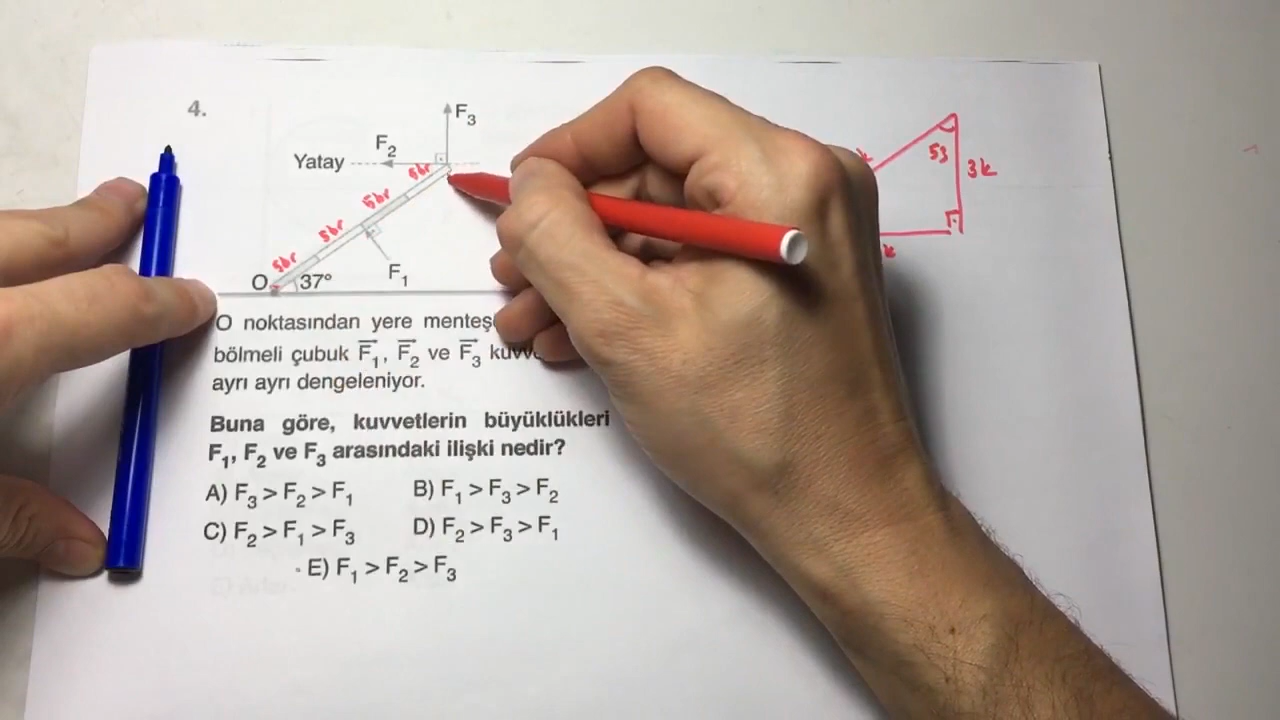 4.
F₃
F₂
Yatay
5br
5br
5br
5br
F₁
O
37°
53
3k
k
O noktasından yere
bölmeli çubuk F₁, F₂ ve F₃
ayrı ayrı dengeleniyor.
Buna göre, kuvvetlerin büyüklükleri
F₁, F₂ ve F₃ arasındaki ilişki nedir?
A) F₃ > F₂ > F₁
B) F₁ > F₃ > F₂
C) F₂ > F₁ > F₃
D) F₂ > F₃ > F₁
E) F₁ > F₂ > F₃